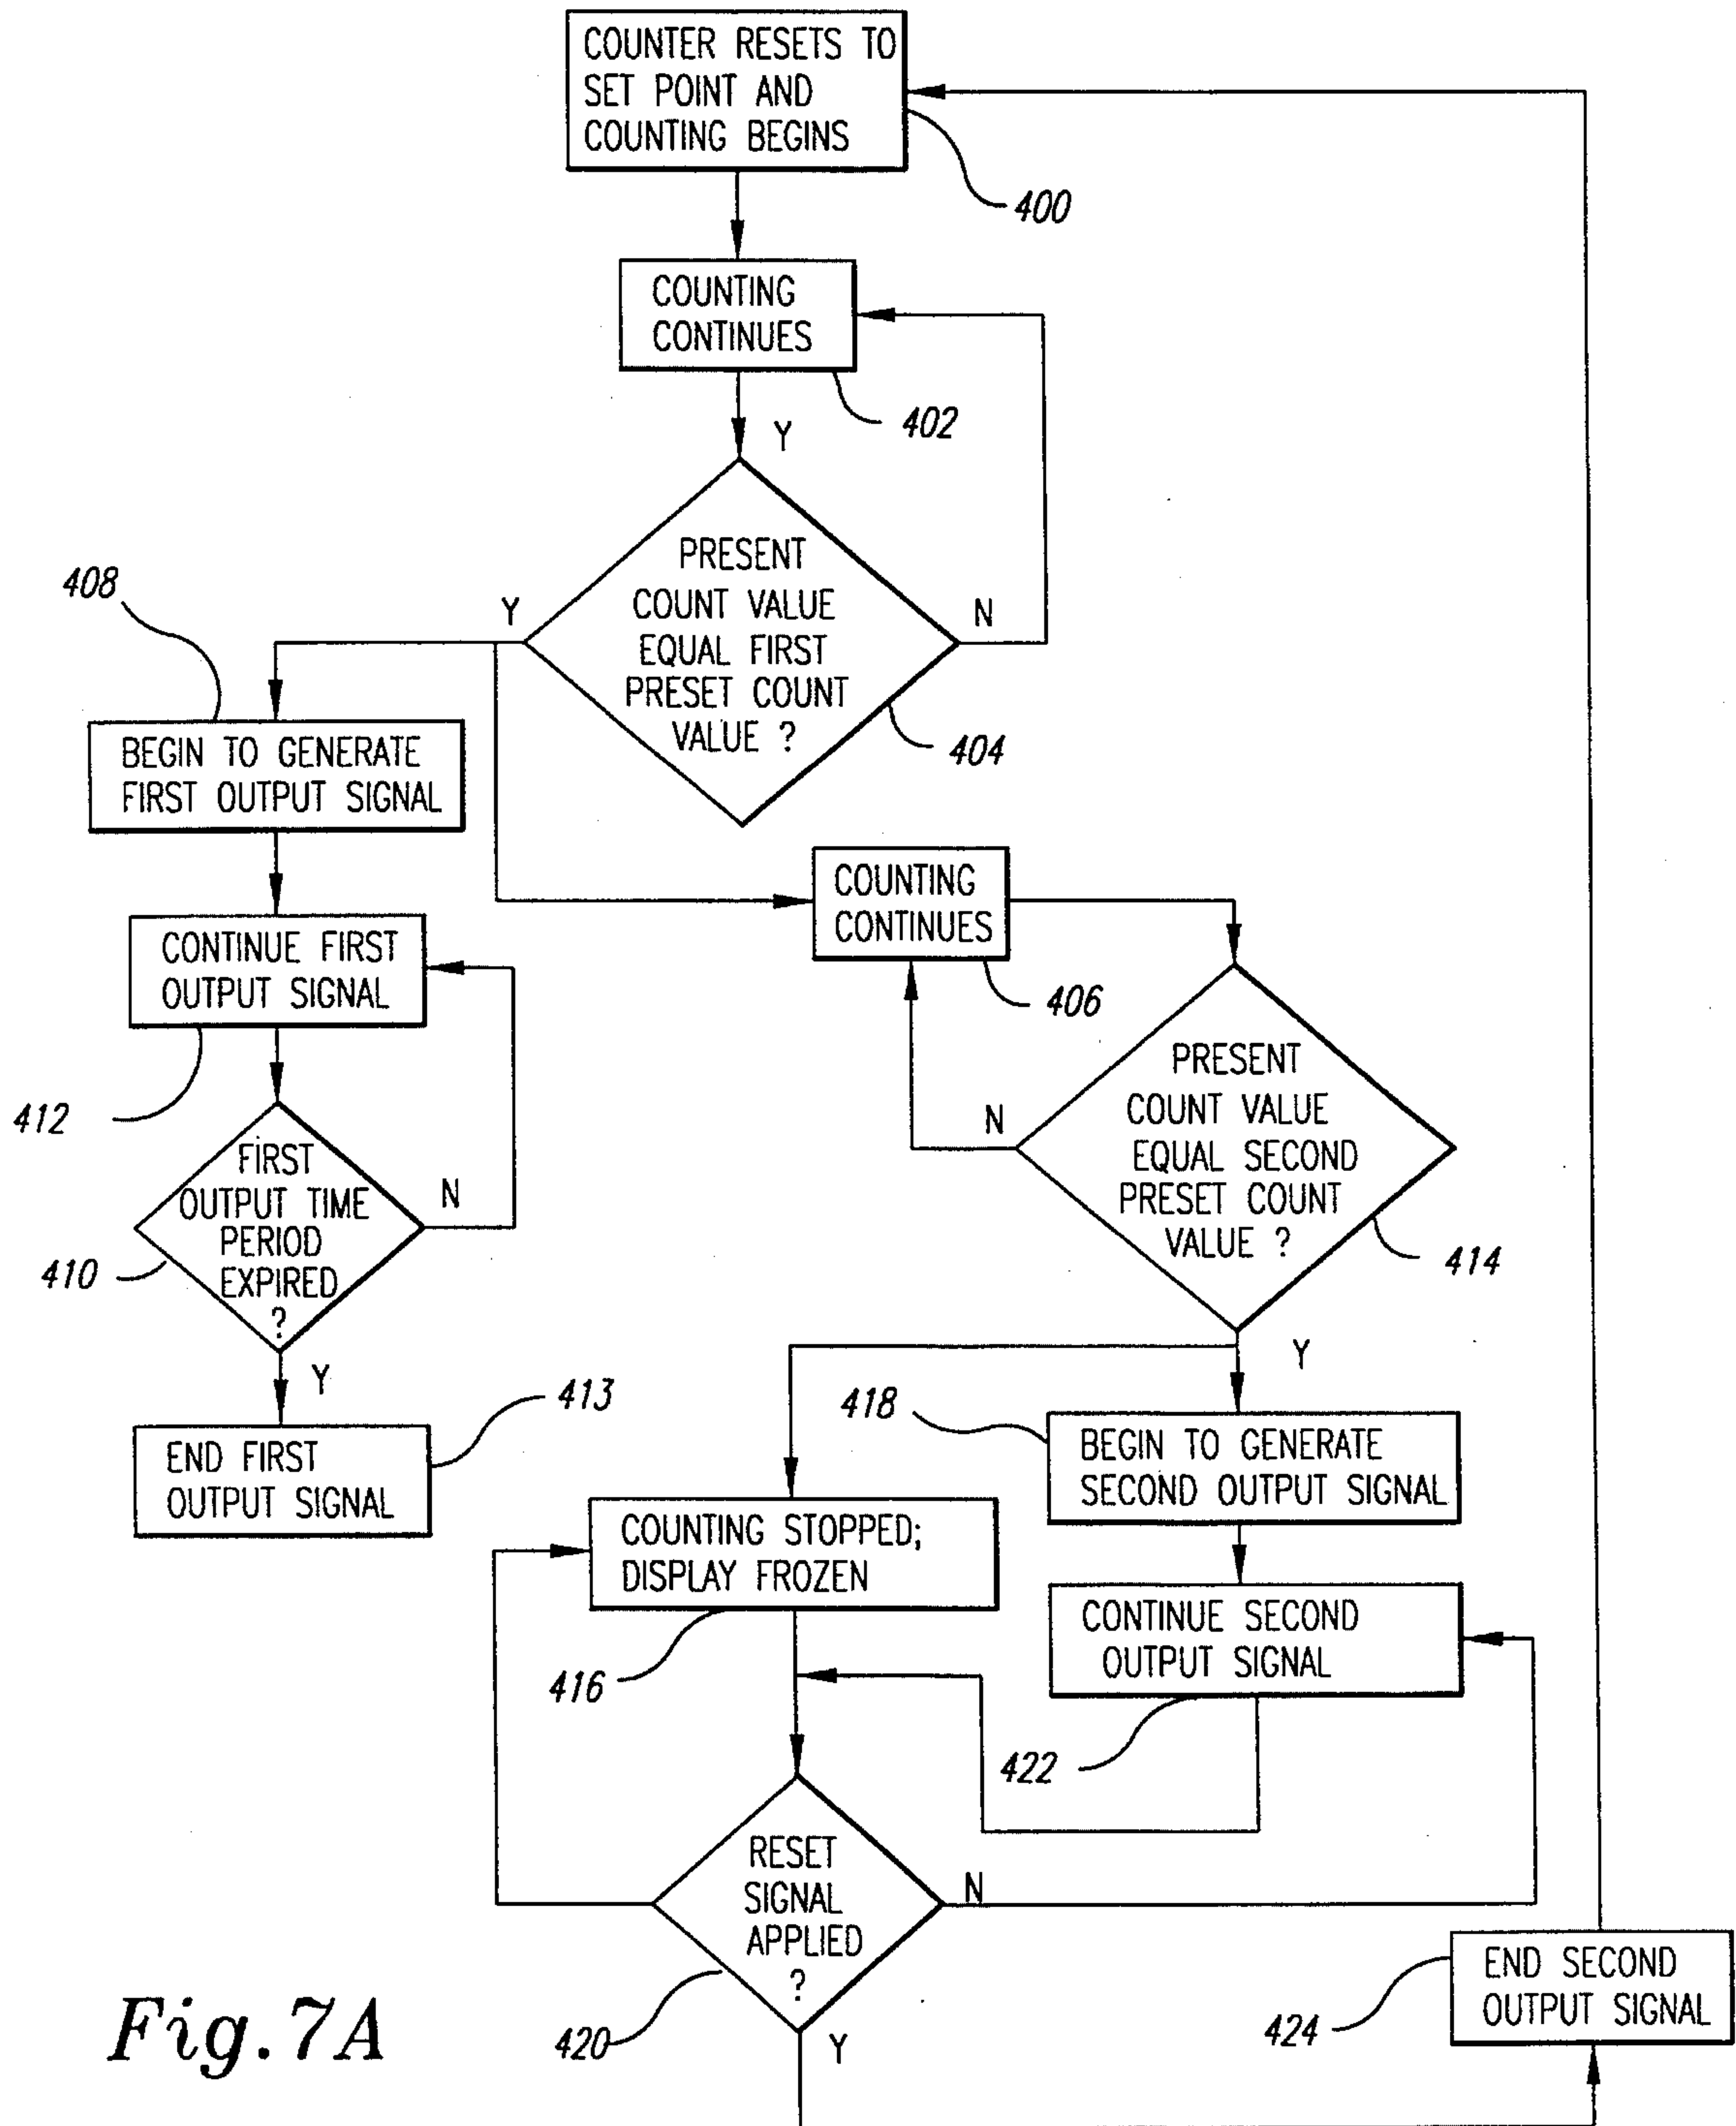 COUNTER RESETS TO
SET POINT AND
COUNTING BEGINS
400
COUNTING
CONTINUES
402
Y
PRESENT
COUNT VALUE
EQUAL FIRST
PRESET COUNT
VALUE ?
Y
N
404
408
BEGIN TO GENERATE
FIRST OUTPUT SIGNAL
COUNTING
CONTINUES
406
CONTINUE FIRST
OUTPUT SIGNAL
412
FIRST
OUTPUT TIME
PERIOD
EXPIRED
?
N
410
Y
END FIRST
OUTPUT SIGNAL
413
PRESENT
COUNT VALUE
EQUAL SECOND
PRESET COUNT
VALUE ?
N
414
Y
418
BEGIN TO GENERATE
SECOND OUTPUT SIGNAL
COUNTING STOPPED;
DISPLAY FROZEN
416
CONTINUE SECOND
OUTPUT SIGNAL
422
RESET
SIGNAL
APPLIED
?
N
420
Y
END SECOND
OUTPUT SIGNAL
424
Fig. 7A